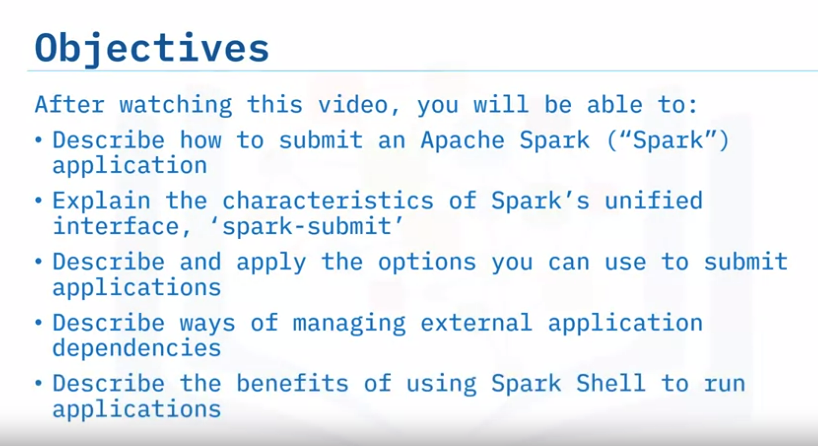 Objectives
After watching this video, you will be able to:
• Describe how to submit an Apache Spark (“Spark”)
application
• Explain the characteristics of Spark’s unified
interface, ‘spark-submit’
• Describe and apply the options you can use to submit
applications
• Describe ways of managing external application
dependencies
• Describe the benefits of using Spark Shell to run
applications